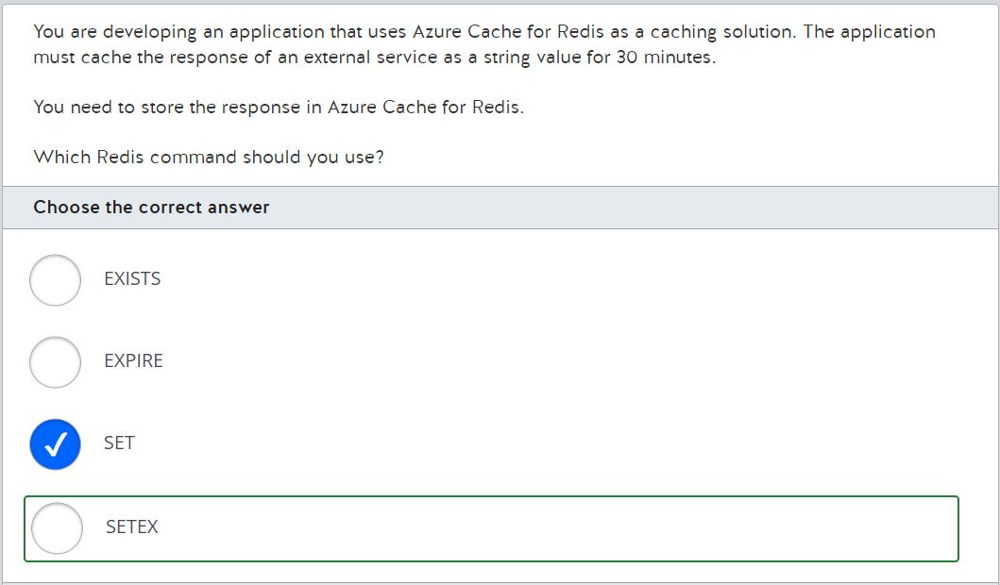 You are developing an application that uses Azure Cache for Redis as a caching solution. The application
must cache the response of an external service as a string value for 30 minutes.
You need to store the response in Azure Cache for Redis.
Which Redis command should you use?
Choose the correct answer
EXISTS
EXPIRE
SET
SETEX